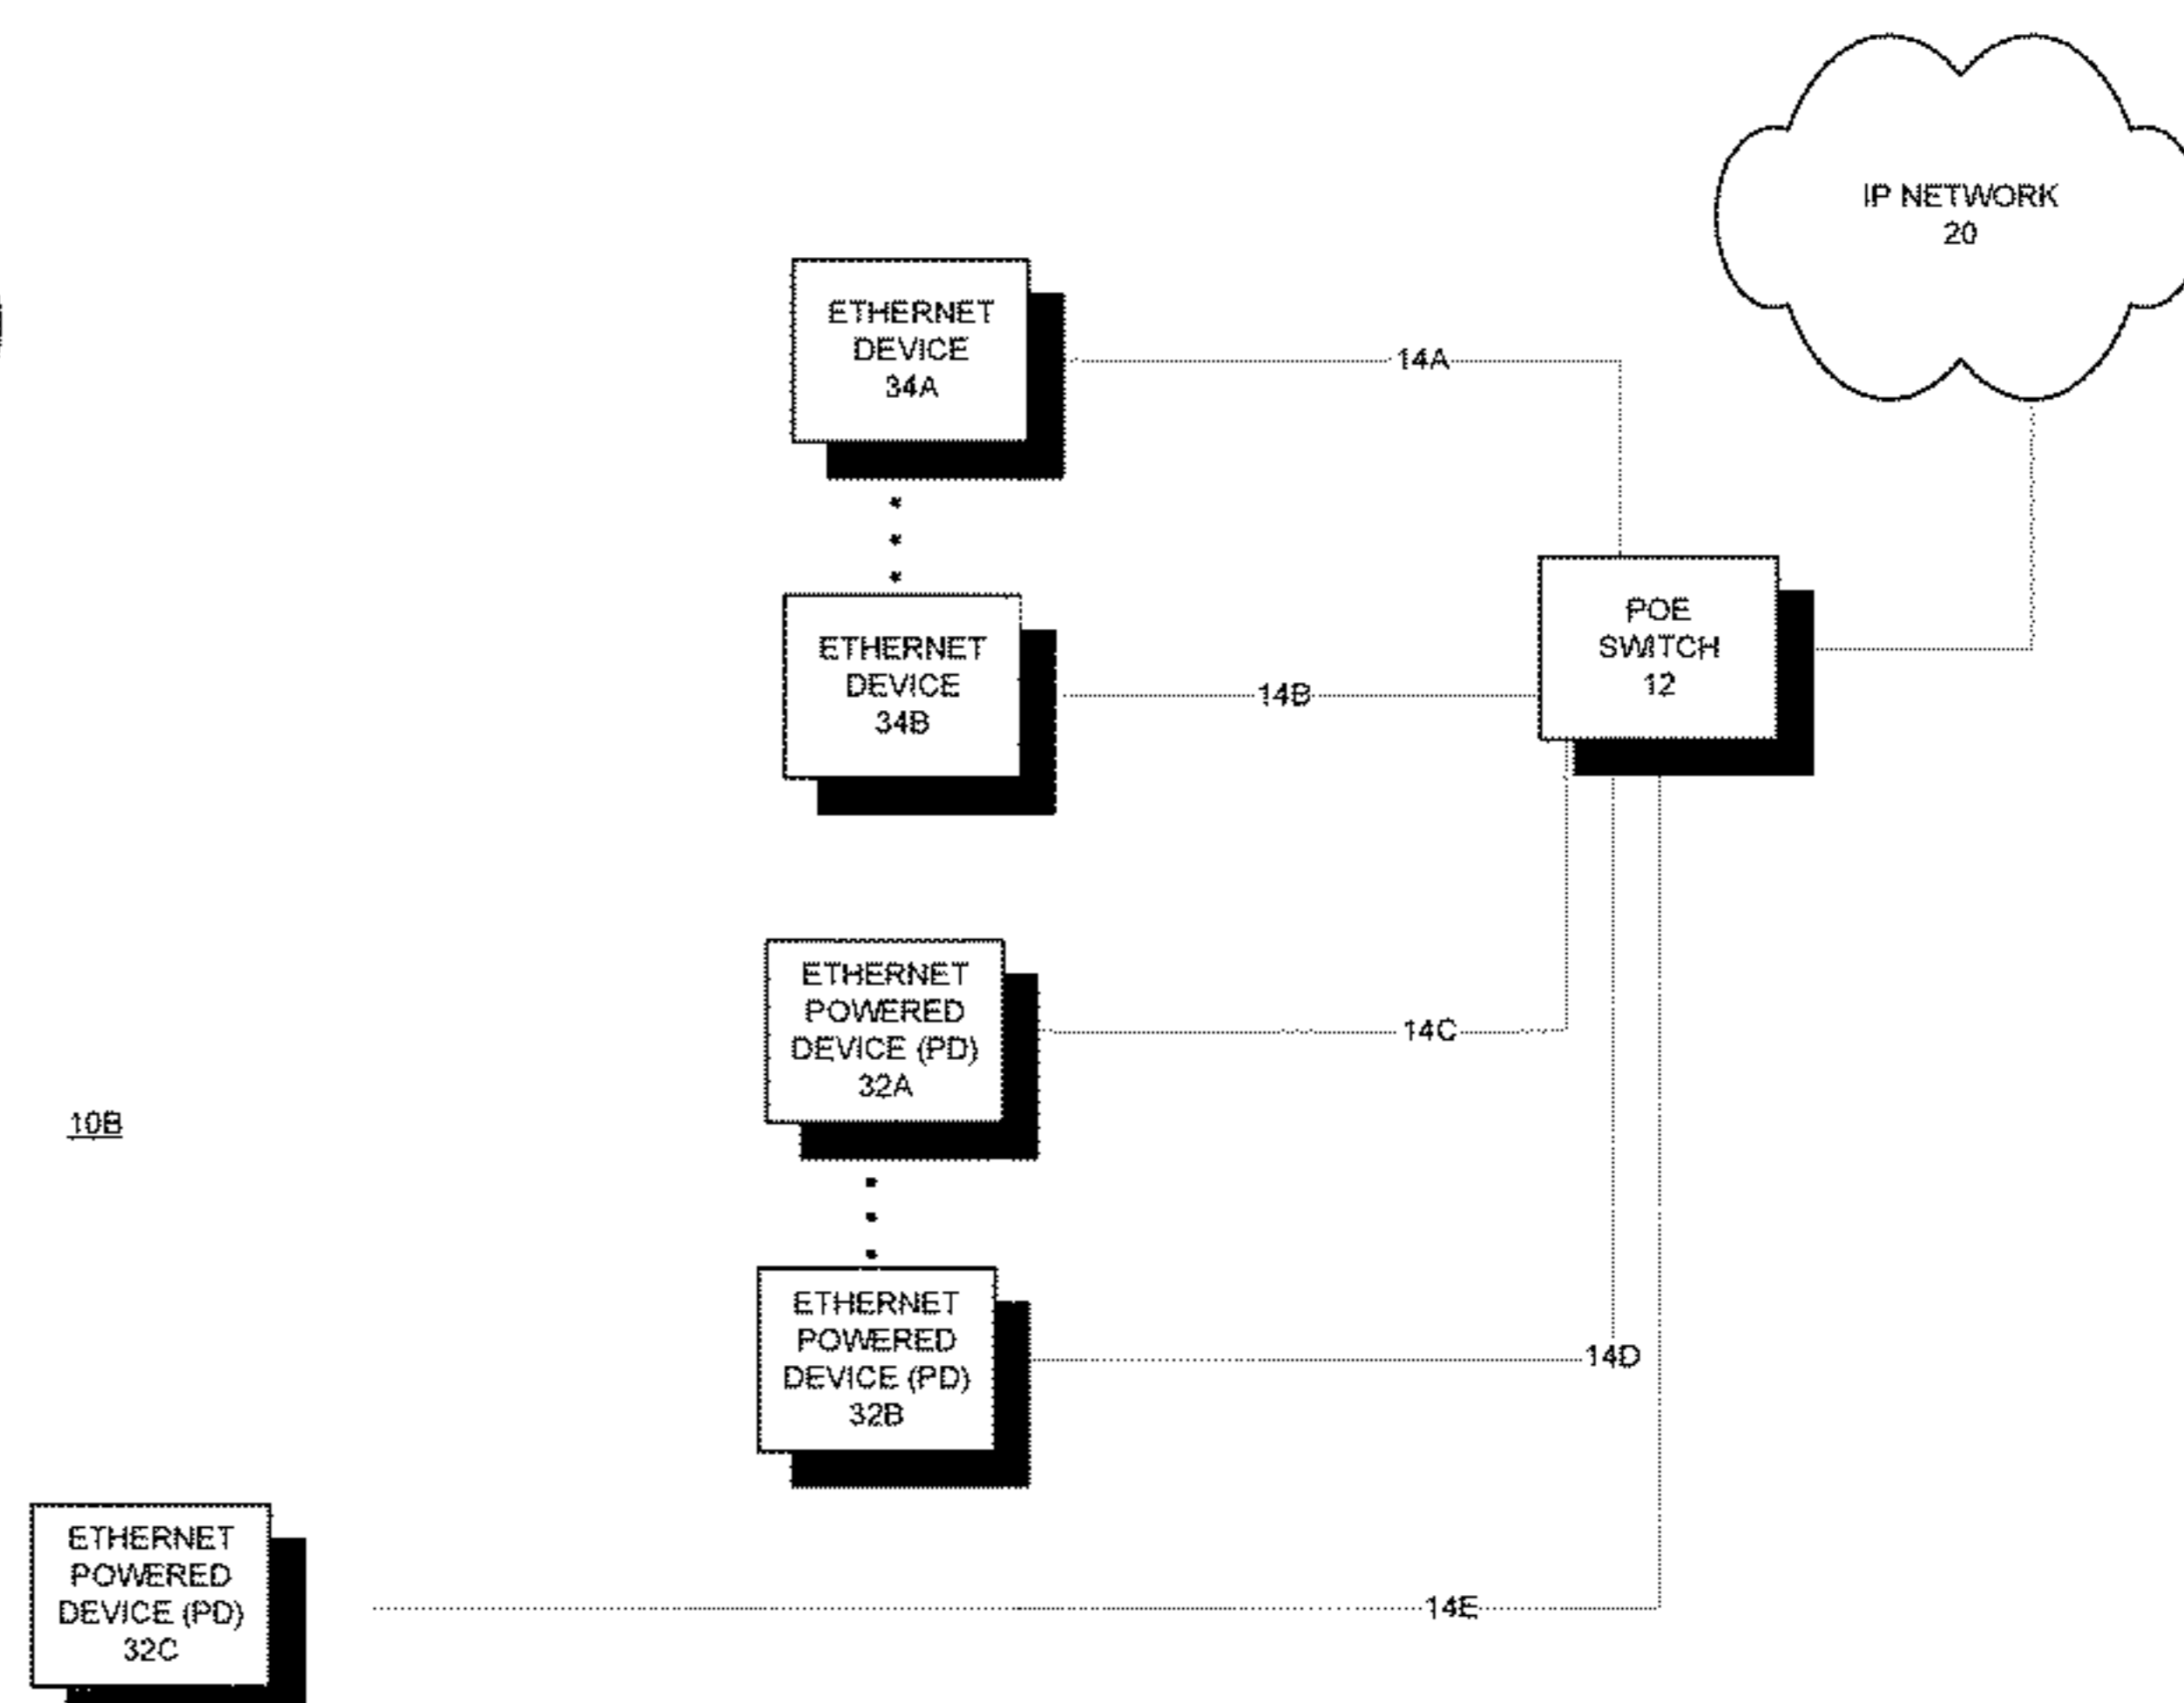 IP NETWORK
20
ETHERNET
DEVICE
34A
14A
POE
SWITCH
12
ETHERNET
DEVICE
34B
14B
ETHERNET
POWERED
DEVICE (PD)
32A
14C
10B
ETHERNET
POWERED
DEVICE (PD)
32B
14D
ETHERNET
POWERED
DEVICE (PD)
32C
14E